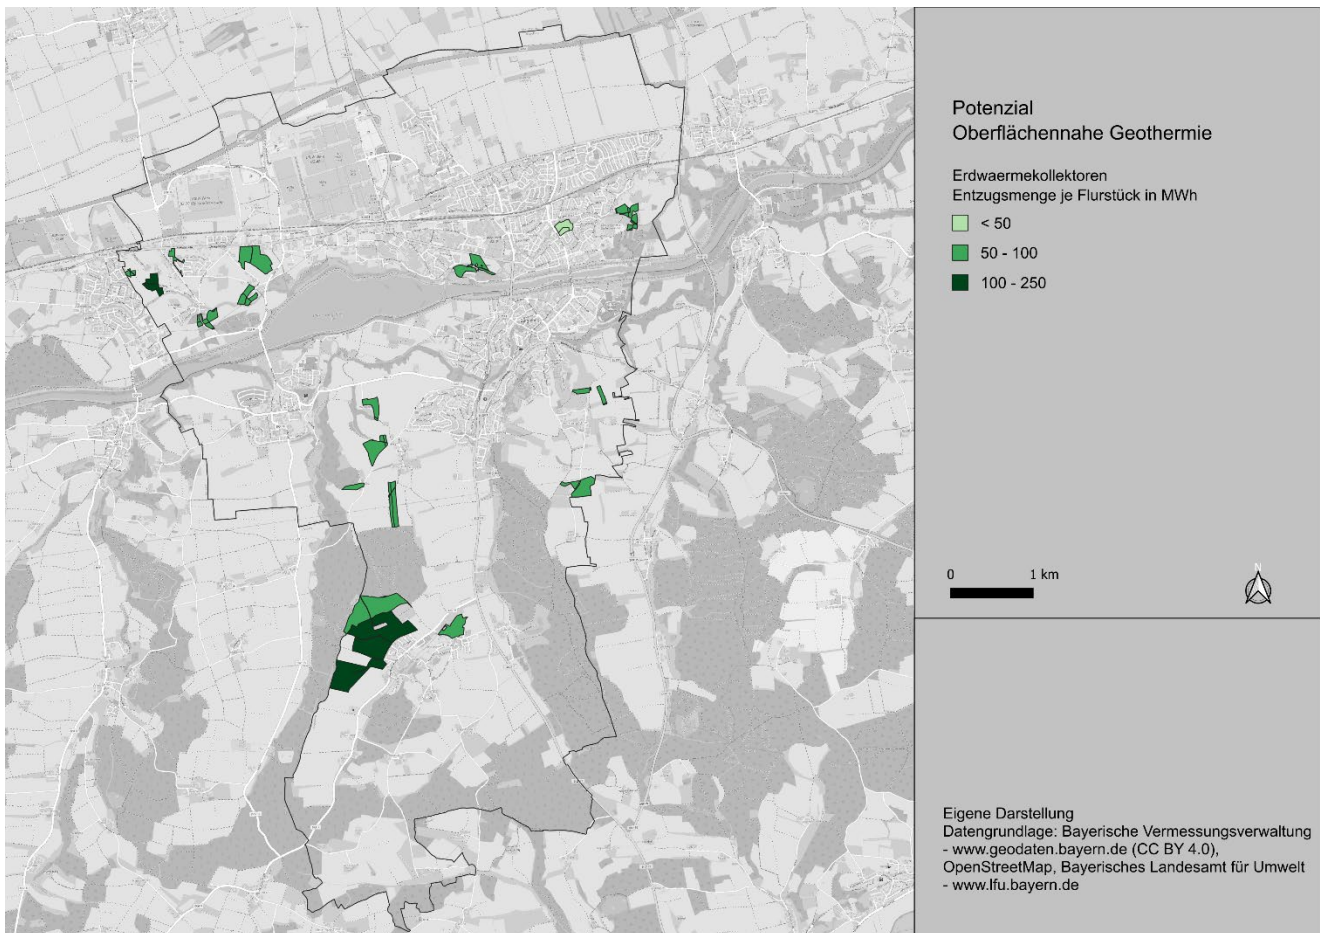 Potenzial
Oberflächennahe Geothermie
Erdwaermekollektoren
Entzugsmenge je Flurstück in MWh
< 50
50 - 100
100 - 250
0 1 km
N
Eigene Darstellung
Datengrundlage: Bayerische Vermessungsverwaltung
- www.geodaten.bayern.de (CC BY 4.0),
OpenStreetMap, Bayerisches Landesamt für Umwelt
- www.lfu.bayern.de